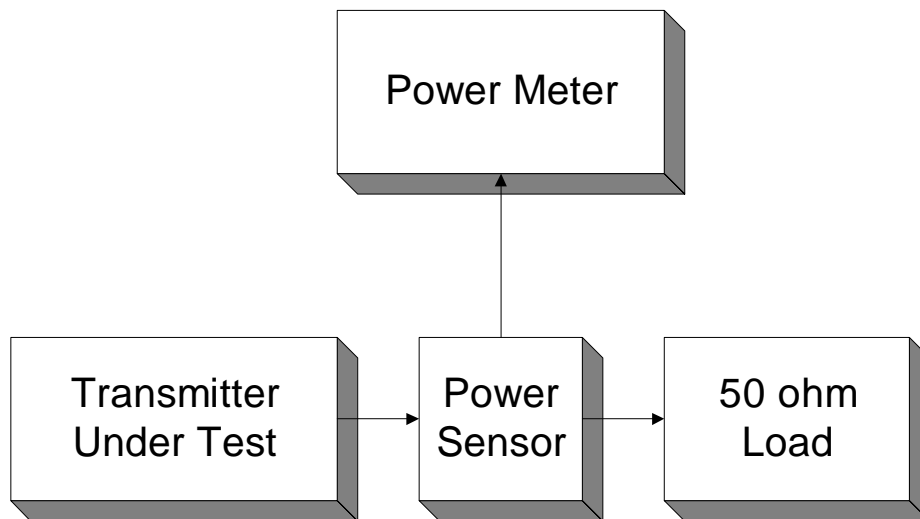 Power Meter
Transmitter
Under Test
Power
Sensor
50 ohm
Load